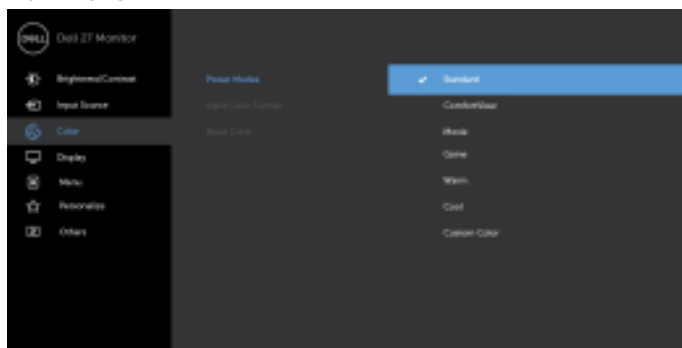 DELL
Dell 27 Monitor
Brightness/Contrast
Input Source
Color
Display
Menu
Personalize
Others
Preset Modes
Input Color Format
Reset Color
Standard
ComfortView
Movie
Game
Warm
Cool
Custom Color